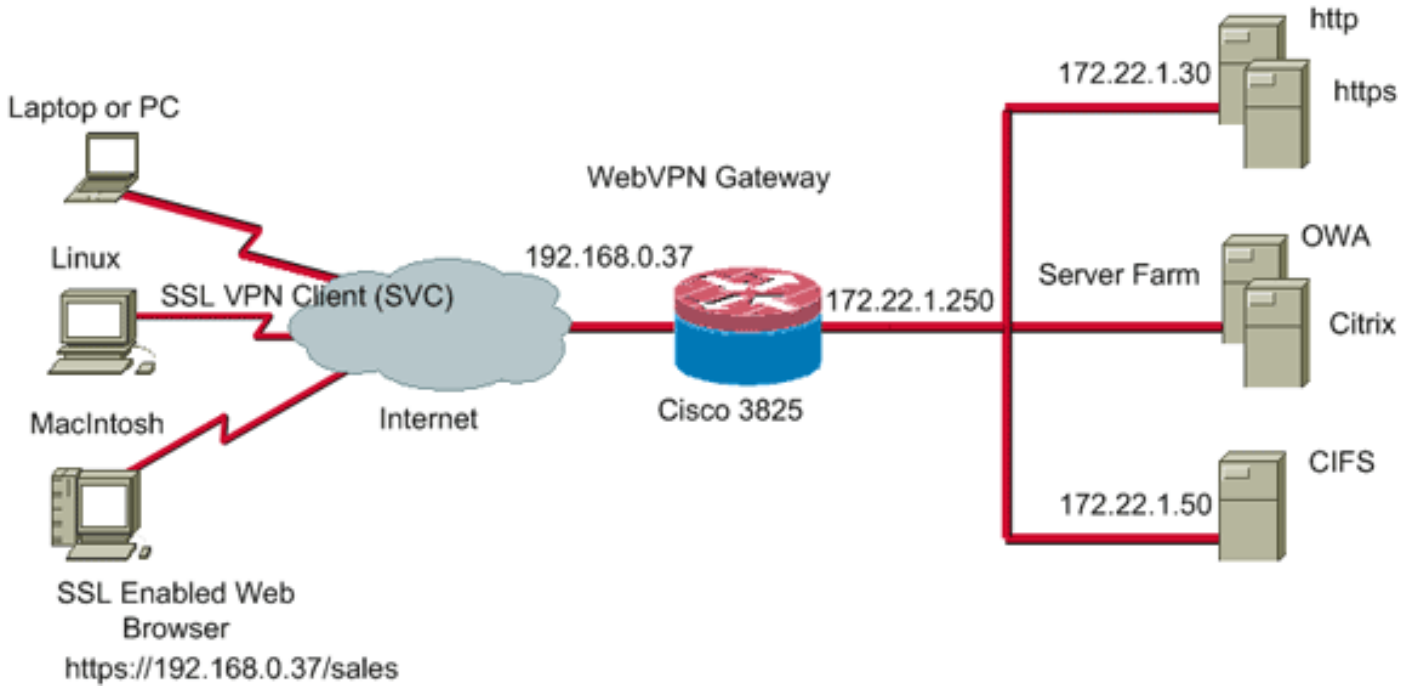 http
172.22.1.30
https
Laptop or PC
WebVPN Gateway
Linux
192.168.0.37
OWA
SSL VPN Client (SVC)
172.22.1.250
Server Farm
Citrix
MacIntosh
Internet
Cisco 3825
CIFS
172.22.1.50
SSL Enabled Web
Browser
https://192.168.0.37/sales